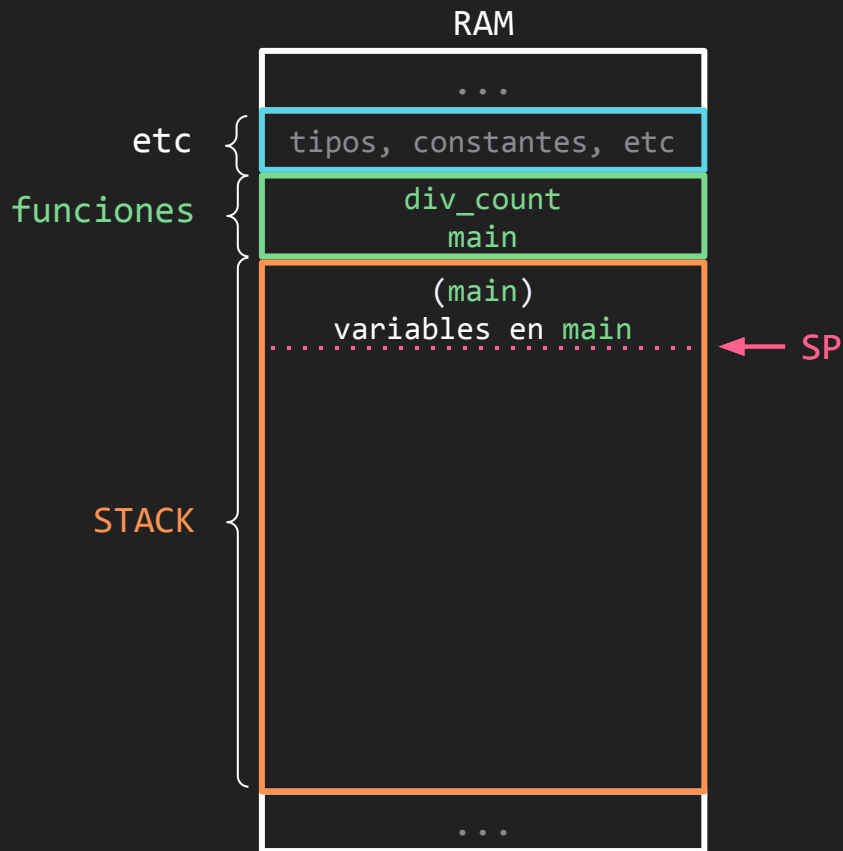 RAM
...
etc
tipos, constantes, etc
funciones
div_count
main
(main)
variables en main
SP
STACK
...